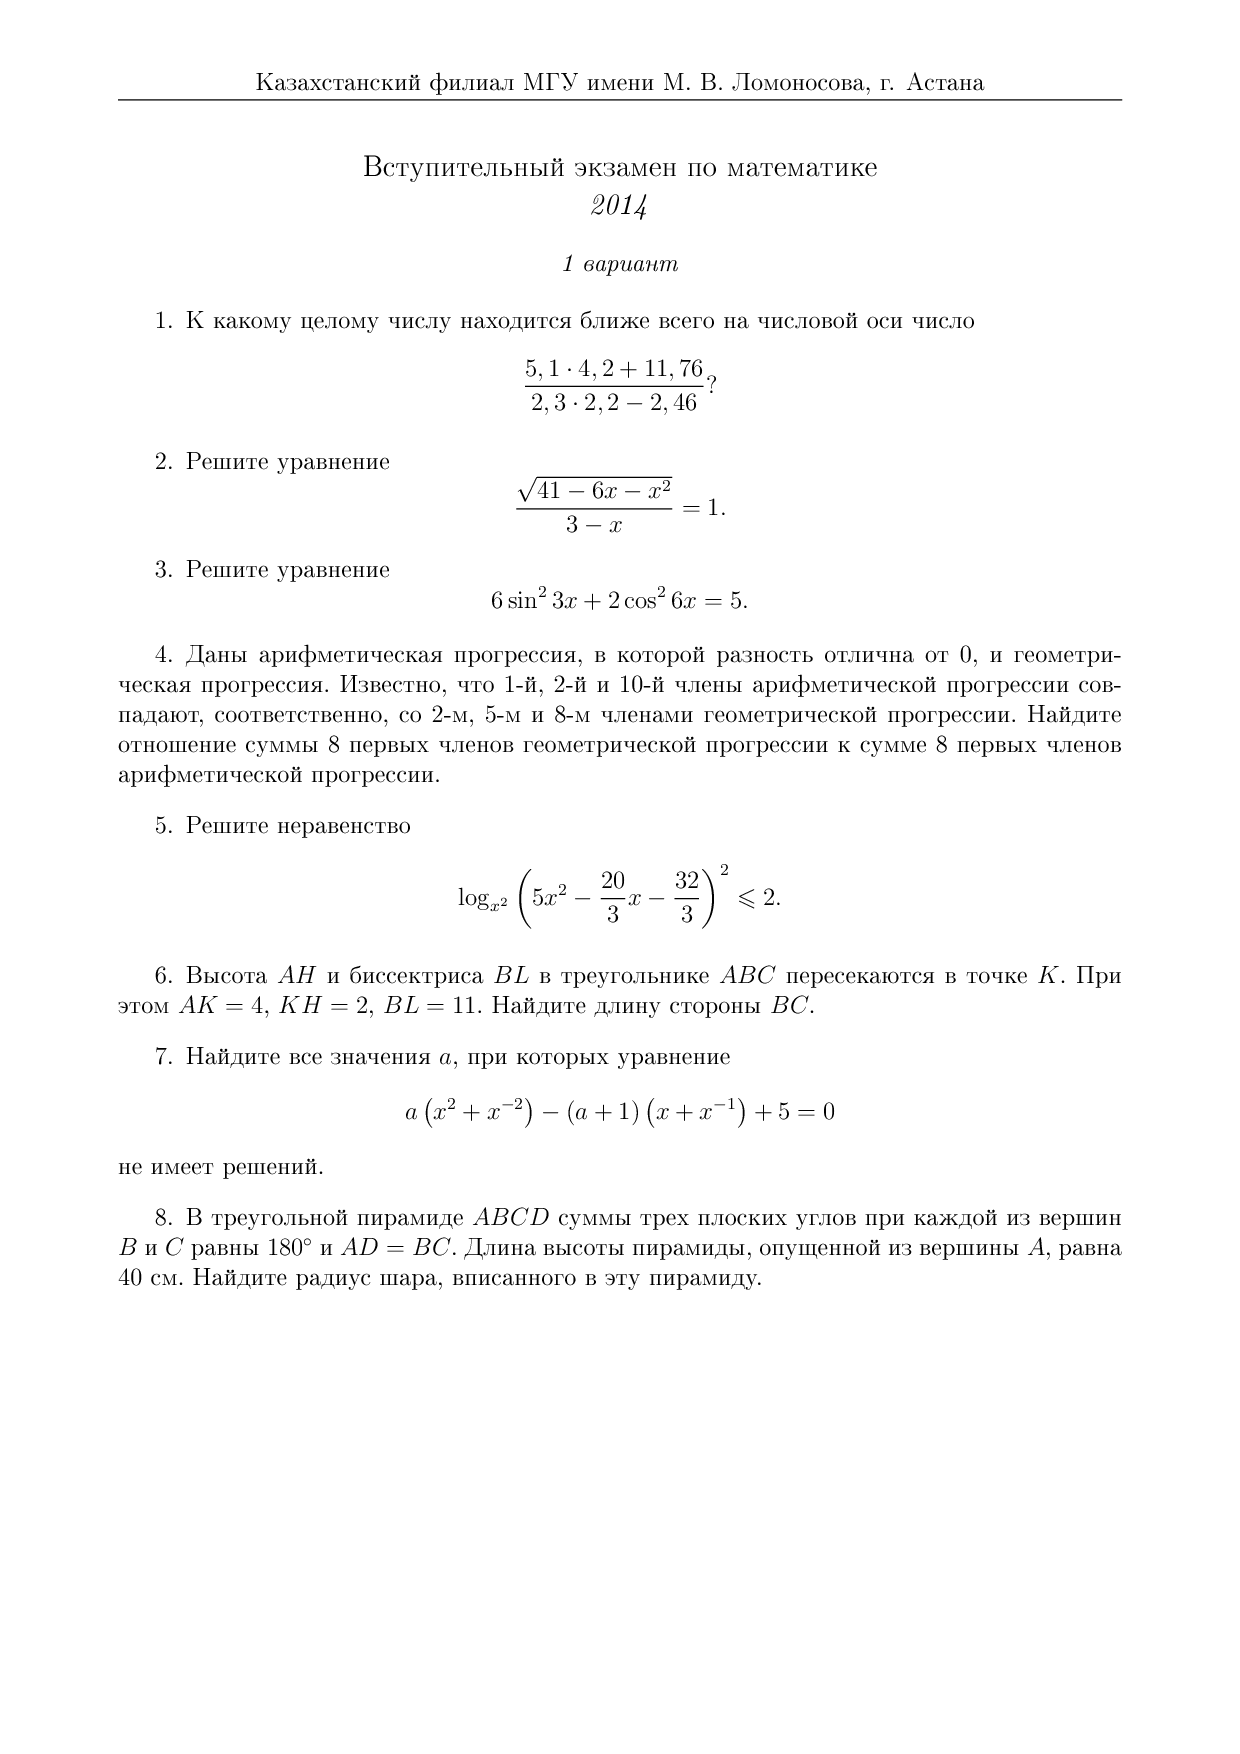 Казахстанский филиал МГУ имени М. В. Ломоносова, г. Астана
Вступительный экзамен по математике
2014
1 вариант
1. К какому целому числу находится ближе всего на числовой оси число
\frac{5,1 \cdot 4,2 + 11,76}{2,3 \cdot 2,2 - 2,46}?
2. Решите уравнение
\frac{\sqrt{41 - 6x - x^2}}{3 - x} = 1.
3. Решите уравнение
6 \sin^2 3x + 2 \cos^2 6x = 5.
4. Даны арифметическая прогрессия, в которой разность отлична от 0, и геометри-
ческая прогрессия. Известно, что 1-й, 2-й и 10-й члены арифметической прогрессии сов-
падают, соответственно, со 2-м, 5-м и 8-м членами геометрической прогрессии. Найдите
отношение суммы 8 первых членов геометрической прогрессии к сумме 8 первых членов
арифметической прогрессии.
5. Решите неравенство
\log_{x^2} \left( 5x^2 - \frac{20}{3}x - \frac{32}{3} \right)^2 \leqslant 2.
6. Высота AH и биссектриса BL в треугольнике ABC пересекаются в точке K. При
этом AK = 4, KH = 2, BL = 11. Найдите длину стороны BC.
7. Найдите все значения a, при которых уравнение
a (x^2 + x^{-2}) - (a + 1) (x + x^{-1}) + 5 = 0
не имеет решений.
8. В треугольной пирамиде ABCD суммы трех плоских углов при каждой из вершин
B и C равны 180° и AD = BC. Длина высоты пирамиды, опущенной из вершины A, равна
40 см. Найдите радиус шара, вписанного в эту пирамиду.